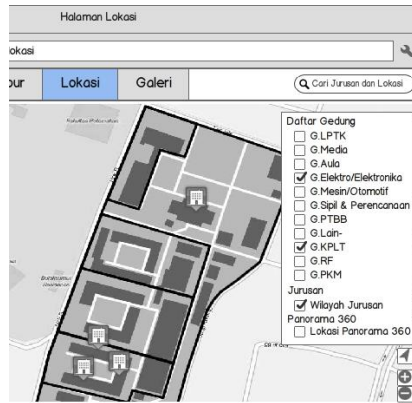 Halaman Lokasi
lokasi
our
Lokasi
Galeri
Cari Jurusan dan Lokasi
Daftar Gedung
G.LPTK
G.Media
G.Aula
G.Elektro/Elektronika
G.Mesin/Otomotif
G.Sipil & Perencanaan
G.PTBB
G.Lain-
G.KPLT
G.RF
G.PKM
Jurusan
Wilayah Jurusan
Panorama 360
Lokasi Panorama 360